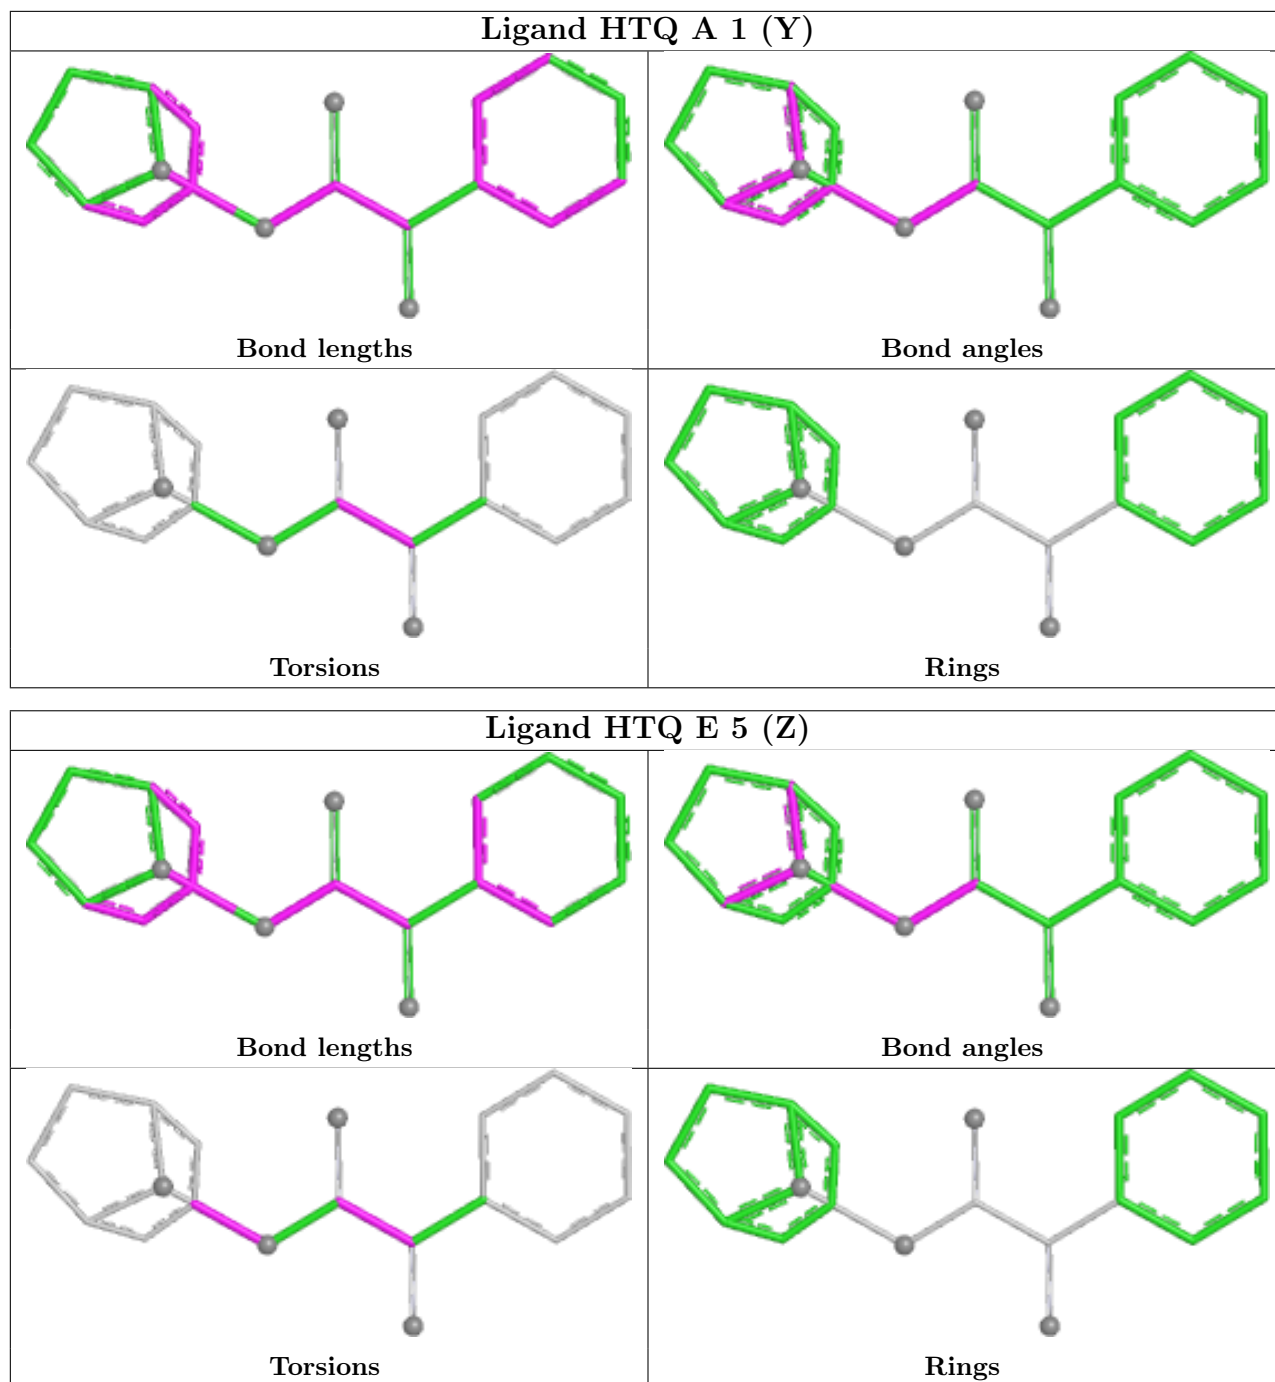 Ligand HTQ A 1 (Y)
Bond lengths
Bond angles
Torsions
Rings
Ligand HTQ E 5 (Z)
Bond lengths
Bond angles
Torsions
Rings